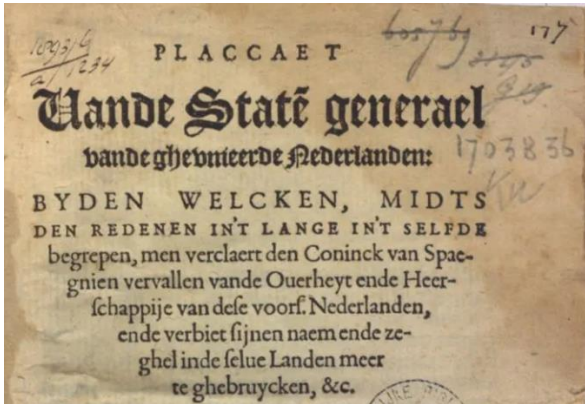 PLACCAET
Vande Statē generael
vande ghevnieerde Nederlanden:
BYDEN WELCKEN, MIDTS
DEN REDENEN IN'T LANGE IN'T SELFDE
begrepen, men verclaert den Coninck van Spae-
gnien vervallen vande Ouerheyt ende Heer-
schappije van dese voorſ. Nederlanden,
ende verbiet ſijnen naem ende ze-
ghel inde ſelue Landen meer
te ghebruycken, &c.
1703836